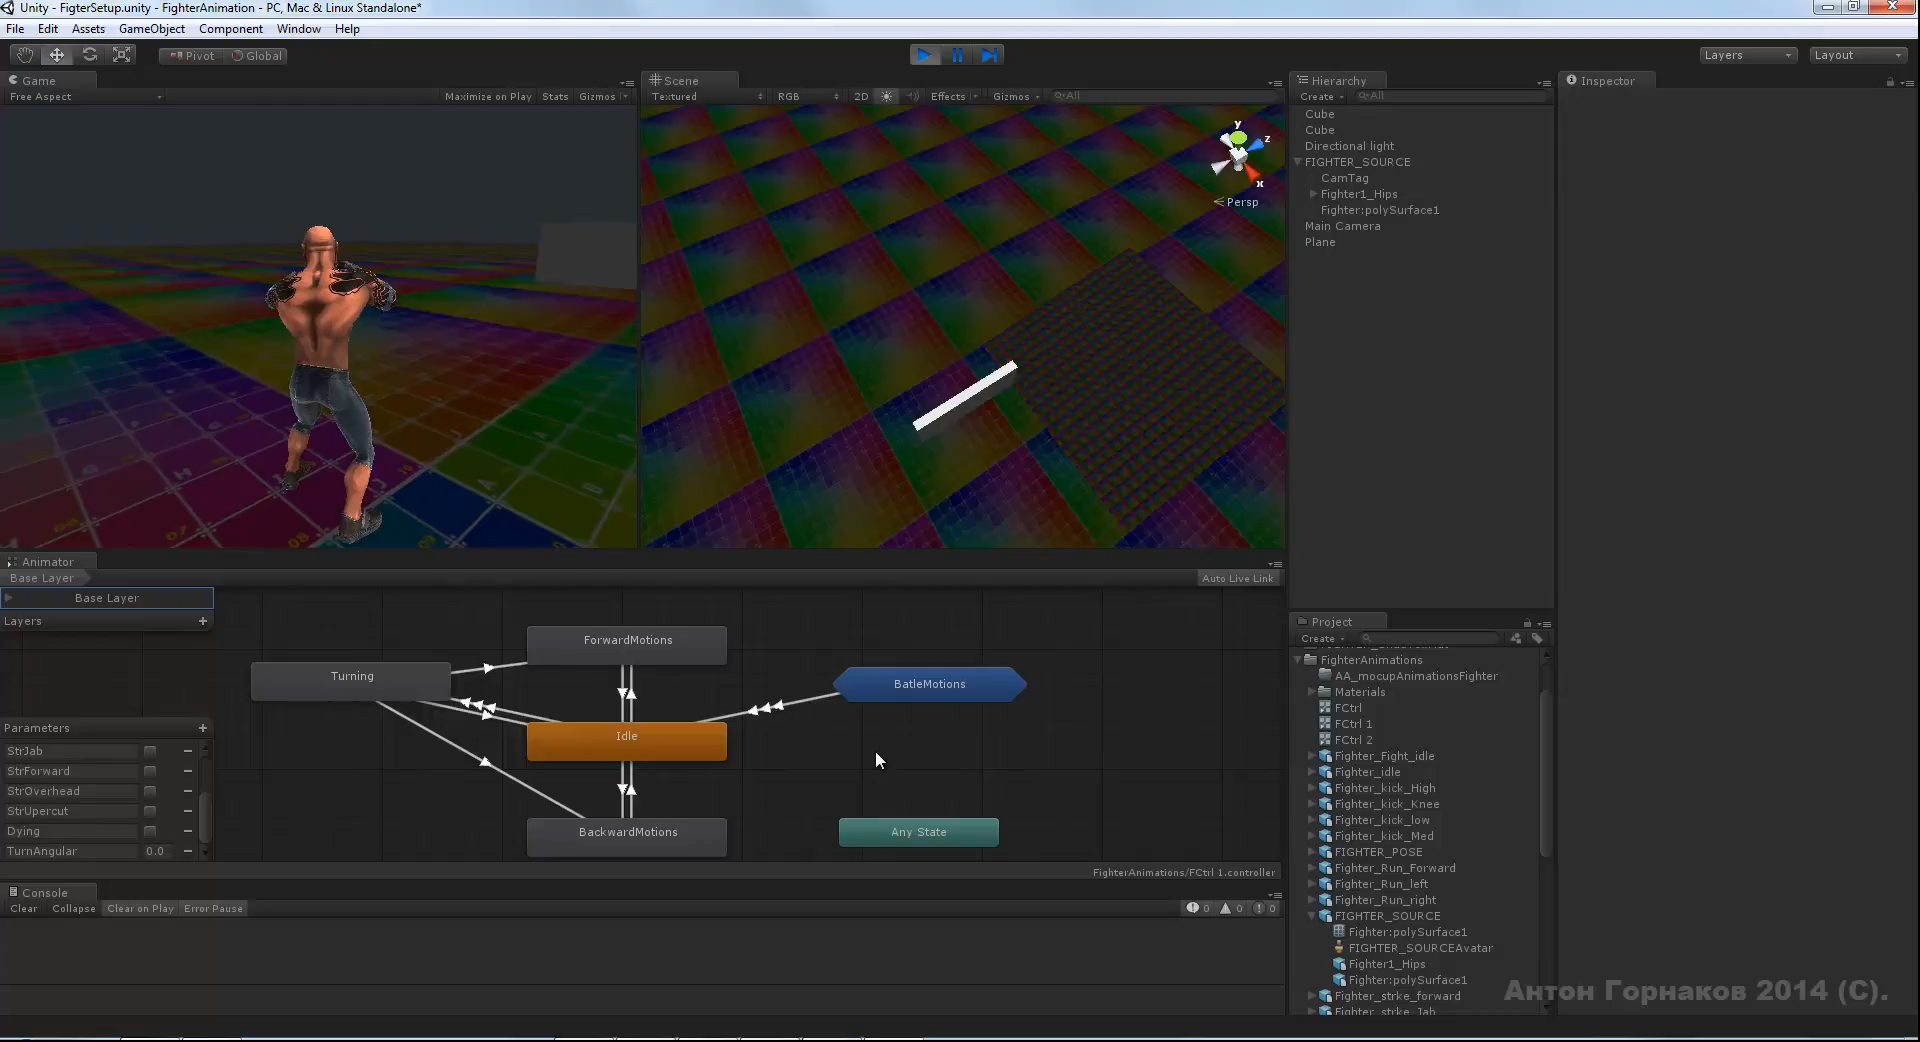 Unity - FigterSetup.unity - FighterAnimation - PC, Mac & Linux Standalone*
File Edit Assets GameObject Component Window Help
Pivot Global Layers Layout
Game
Free Aspect Maximize on Play Stats Gizmos
Scene
Textured RGB 2D Effects Gizmos All
y
z
x
Persp
Hierarchy
Create All
Cube
Cube
Directional light
FIGHTER_SOURCE
CamTag
Fighter1_Hips
Fighter:polySurface1
Main Camera
Plane
Inspector
Animator
Base Layer Auto Live Link
Base Layer
Layers
Parameters
StrJab
StrForward
StrOverhead
StrUpercut
Dying
TurnAngular 0.0
ForwardMotions
Turning
BatleMotions
Idle
BackwardMotions
Any State
FighterAnimations/FCtrl 1.controller
Console
Clear Collapse Clear on Play Error Pause 0 0 0
Project
Create
FighterAnimations
AA_mocupAnimationsFighter
Materials
FCtrl
FCtrl 1
FCtrl 2
Fighter_Fight_idle
Fighter_idle
Fighter_kick_High
Fighter_kick_Knee
Fighter_kick_low
Fighter_kick_Med
FIGHTER_POSE
Fighter_Run_Forward
Fighter_Run_left
Fighter_Run_right
FIGHTER_SOURCE
Fighter:polySurface1
FIGHTER_SOURCEAvatar
Fighter1_Hips
Fighter:polySurface1
Fighter_strke_forward
Fighter_strke_Jab
Антон Горнаков 2014 (С).